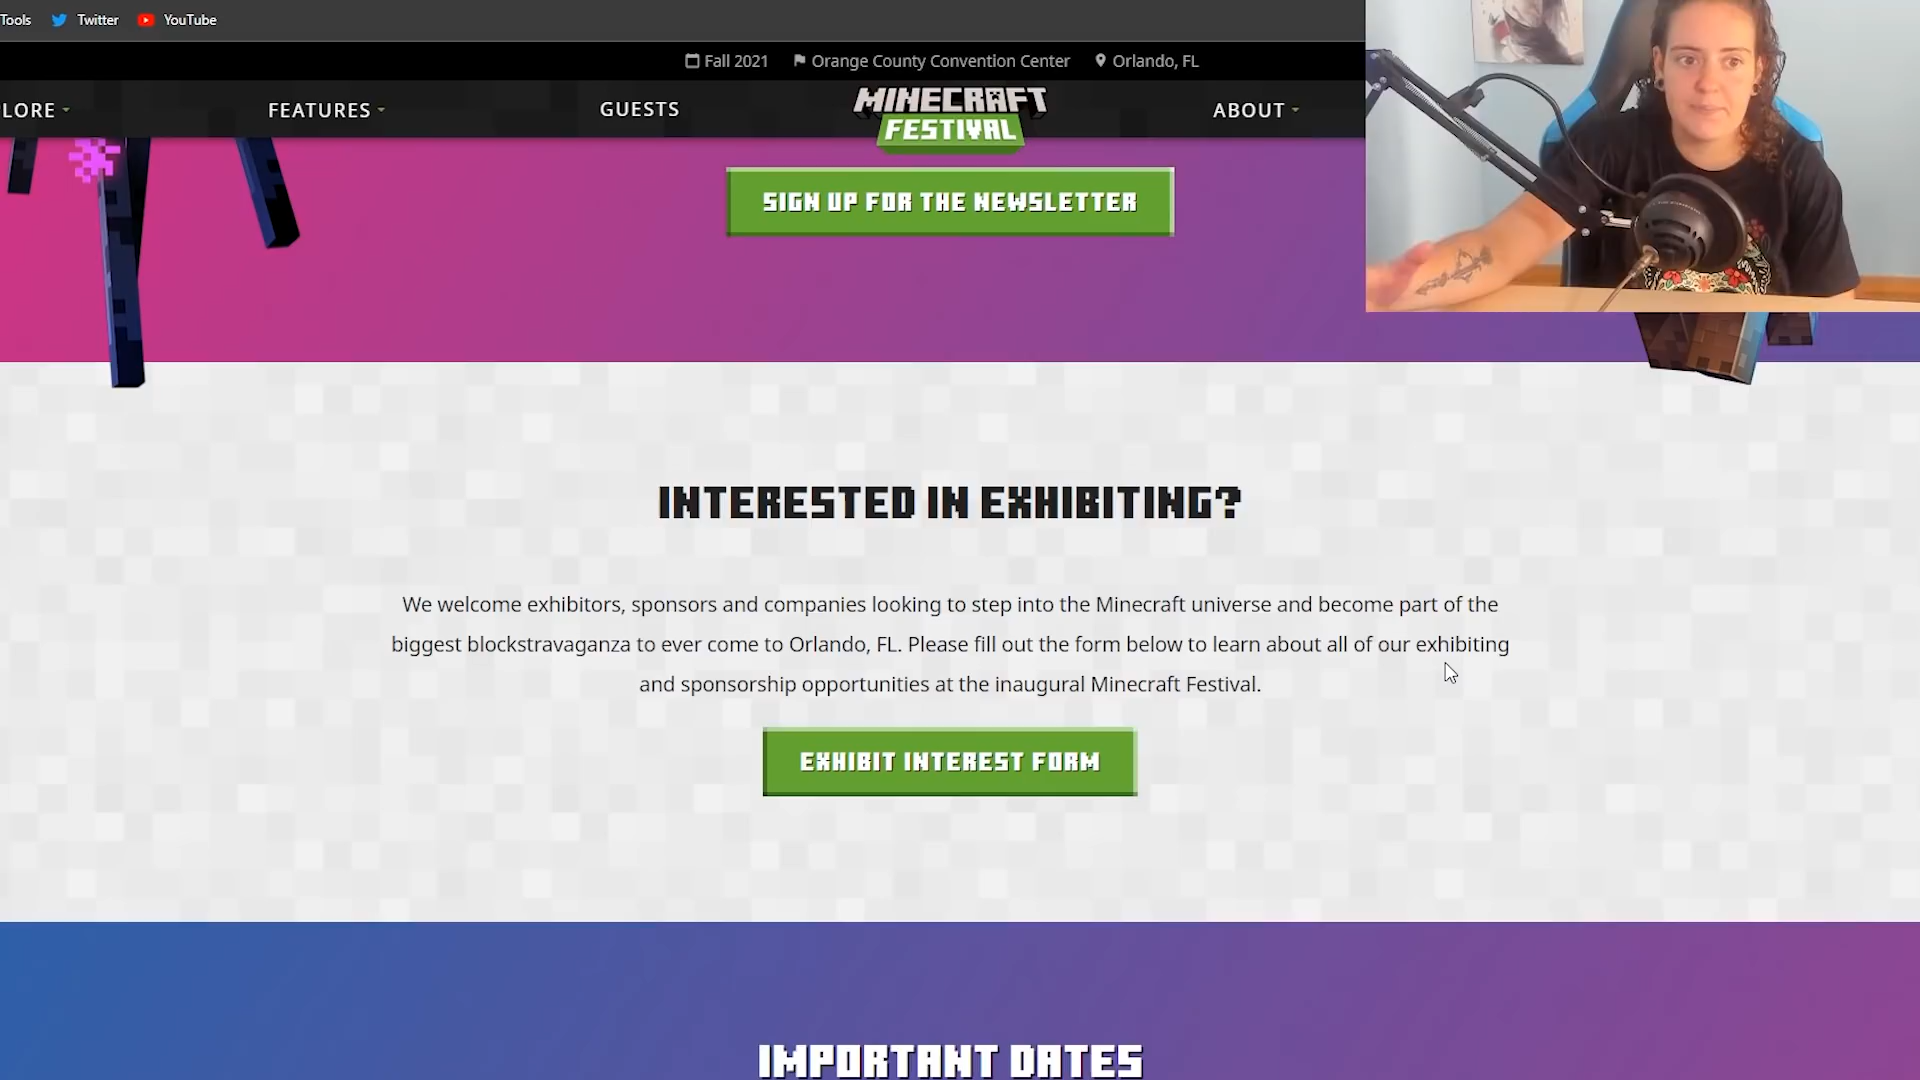 Tools Twitter YouTube
Fall 2021 Orange County Convention Center Orlando, FL
LORE FEATURES GUESTS MINECRAFT FESTIVAL ABOUT
SIGN UP FOR THE NEWSLETTER
INTERESTED IN EXHIBITING?
We welcome exhibitors, sponsors and companies looking to step into the Minecraft universe and become part of the
biggest blockstravaganza to ever come to Orlando, FL. Please fill out the form below to learn about all of our exhibiting
and sponsorship opportunities at the inaugural Minecraft Festival.
EXHIBIT INTEREST FORM
IMPORTANT DATES